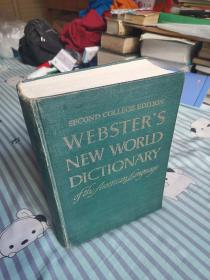 SECOND COLLEGE EDITION
WEBSTER'S
NEW WORLD
DICTIONARY
of the American Language